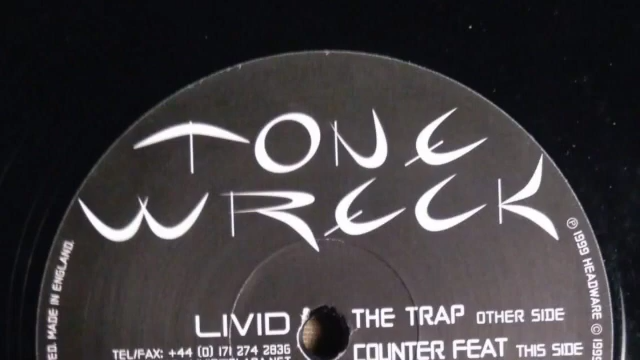 TONE
WRECK
LIVID
THE TRAP OTHER SIDE
COUNTER FEAT THIS SIDE
TEL/FAX: +44 (0) 171 274 2836
MADE IN ENGLAND.
℗ 1999 HEADWARE ©